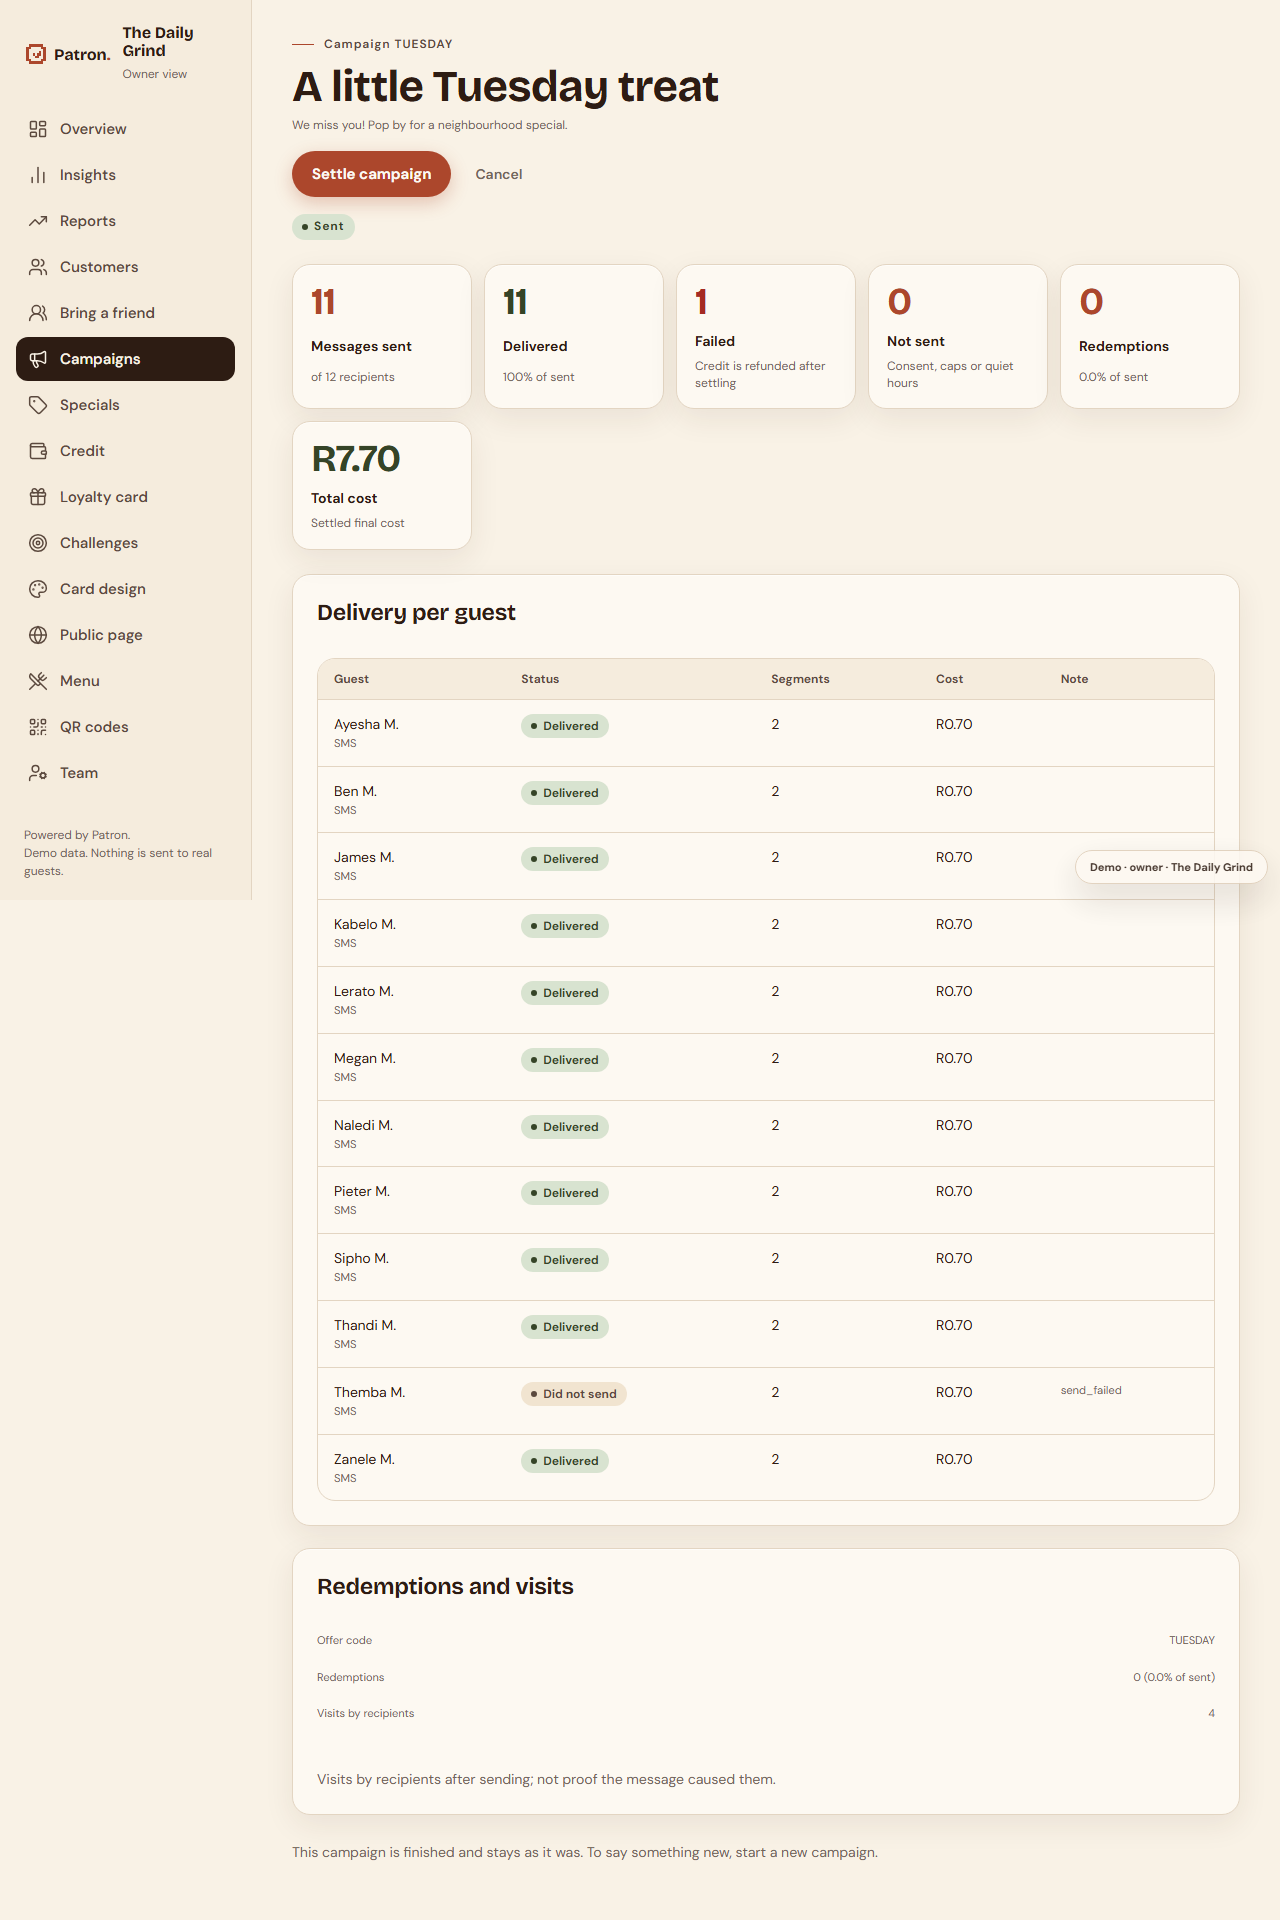 Patron.
The Daily
Grind
Owner view
Overview
Insights
Reports
Customers
Bring a friend
Campaigns
Specials
Credit
Loyalty card
Challenges
Card design
Public page
Menu
QR codes
Team
Powered by Patron.
Demo data. Nothing is sent to real
guests.
Campaign TUESDAY
A little Tuesday treat
We miss you! Pop by for a neighbourhood special.
Settle campaign Cancel
Sent
11
Messages sent
of 12 recipients
11
Delivered
100% of sent
1
Failed
Credit is refunded after
settling
0
Not sent
Consent, caps or quiet
hours
0
Redemptions
0.0% of sent
R7.70
Total cost
Settled final cost
Delivery per guest
Guest Status Segments Cost Note
Ayesha M. Delivered 2 R0.70
SMS
Ben M. Delivered 2 R0.70
SMS
James M. Delivered 2 R0.70
SMS
Demo · owner · The Daily Grind
Kabelo M. Delivered 2 R0.70
SMS
Lerato M. Delivered 2 R0.70
SMS
Megan M. Delivered 2 R0.70
SMS
Naledi M. Delivered 2 R0.70
SMS
Pieter M. Delivered 2 R0.70
SMS
Sipho M. Delivered 2 R0.70
SMS
Thandi M. Delivered 2 R0.70
SMS
Themba M. Did not send 2 R0.70 send_failed
SMS
Zanele M. Delivered 2 R0.70
SMS
Redemptions and visits
Offer code TUESDAY
Redemptions 0 (0.0% of sent)
Visits by recipients 4
Visits by recipients after sending; not proof the message caused them.
This campaign is finished and stays as it was. To say something new, start a new campaign.